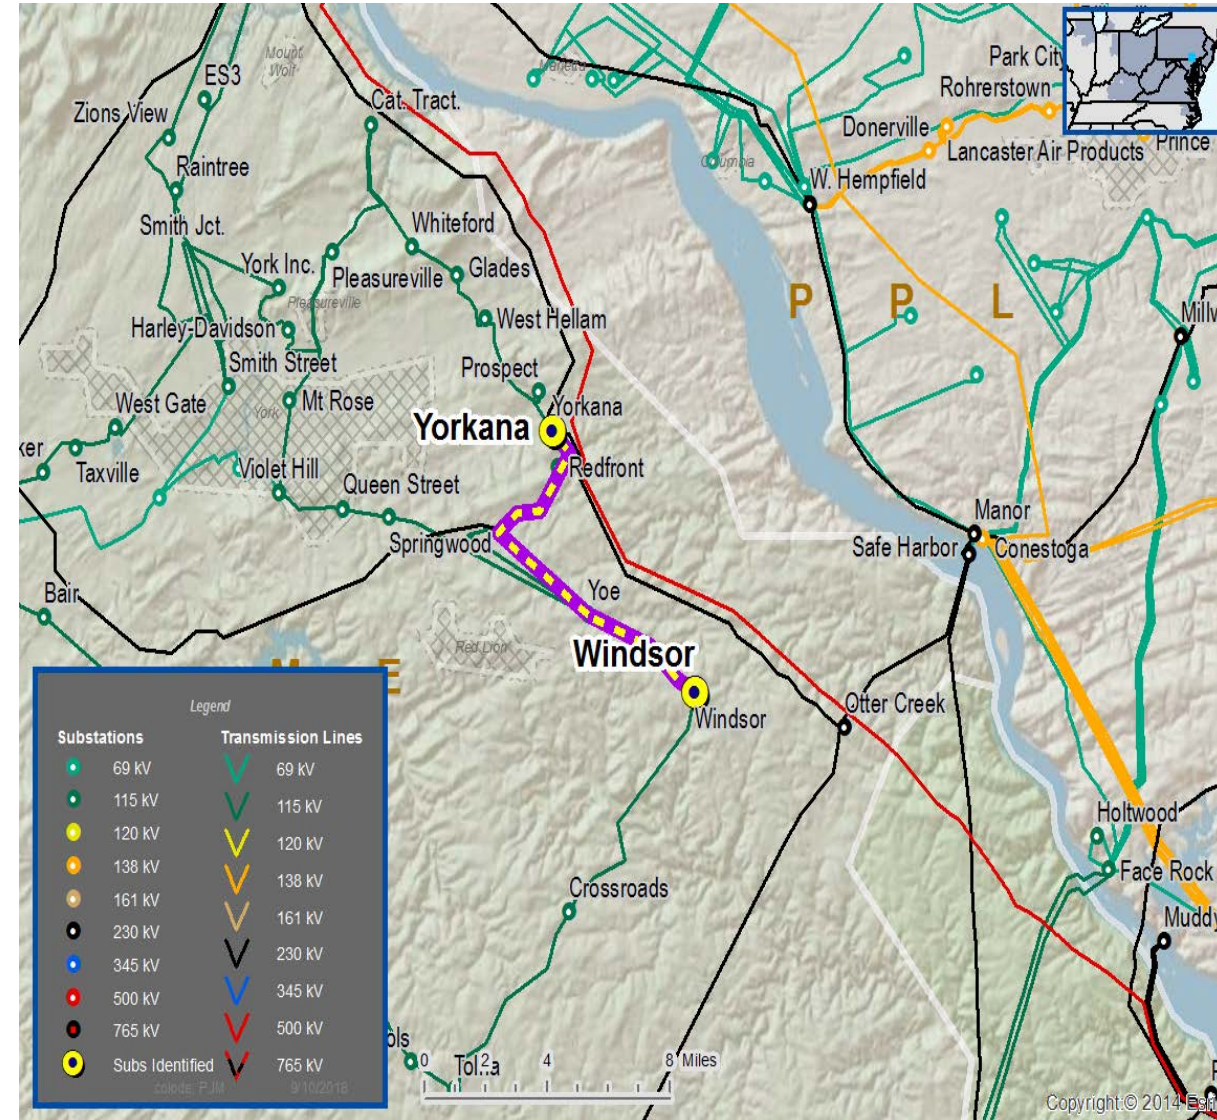 Mount
Wolf
ES3
Cat. Tract.
Zions View
Park City
Rohrerstown
Donerville
Lancaster Air Products
Prince
Columbia
Raintree
W. Hempfield
Smith Jct.
Whiteford
York Inc.
Pleasureville
Glades
Pleasureville
P P L
Harley-Davidson
West Hellam
Smith Street
Prospect
West Gate
York
Mt Rose
Yorkana
Yorkana
Taxville
Violet Hill
Redfront
Queen Street
Manor
Springwood
Safe Harbor
Conestoga
Bair
Yoe
Red Lion
Windsor
E
Windsor
Otter Creek
Holtwood
Face Rock
Crossroads
Muddy
Legend
Substations
Transmission Lines
69 kV
69 kV
115 kV
115 kV
120 kV
120 kV
138 kV
138 kV
161 kV
161 kV
230 kV
230 kV
345 kV
345 kV
500 kV
500 kV
765 kV
765 kV
Subs Identified
9/10/2018
0 2 4 8 Miles
Copyright:© 2014 Esri